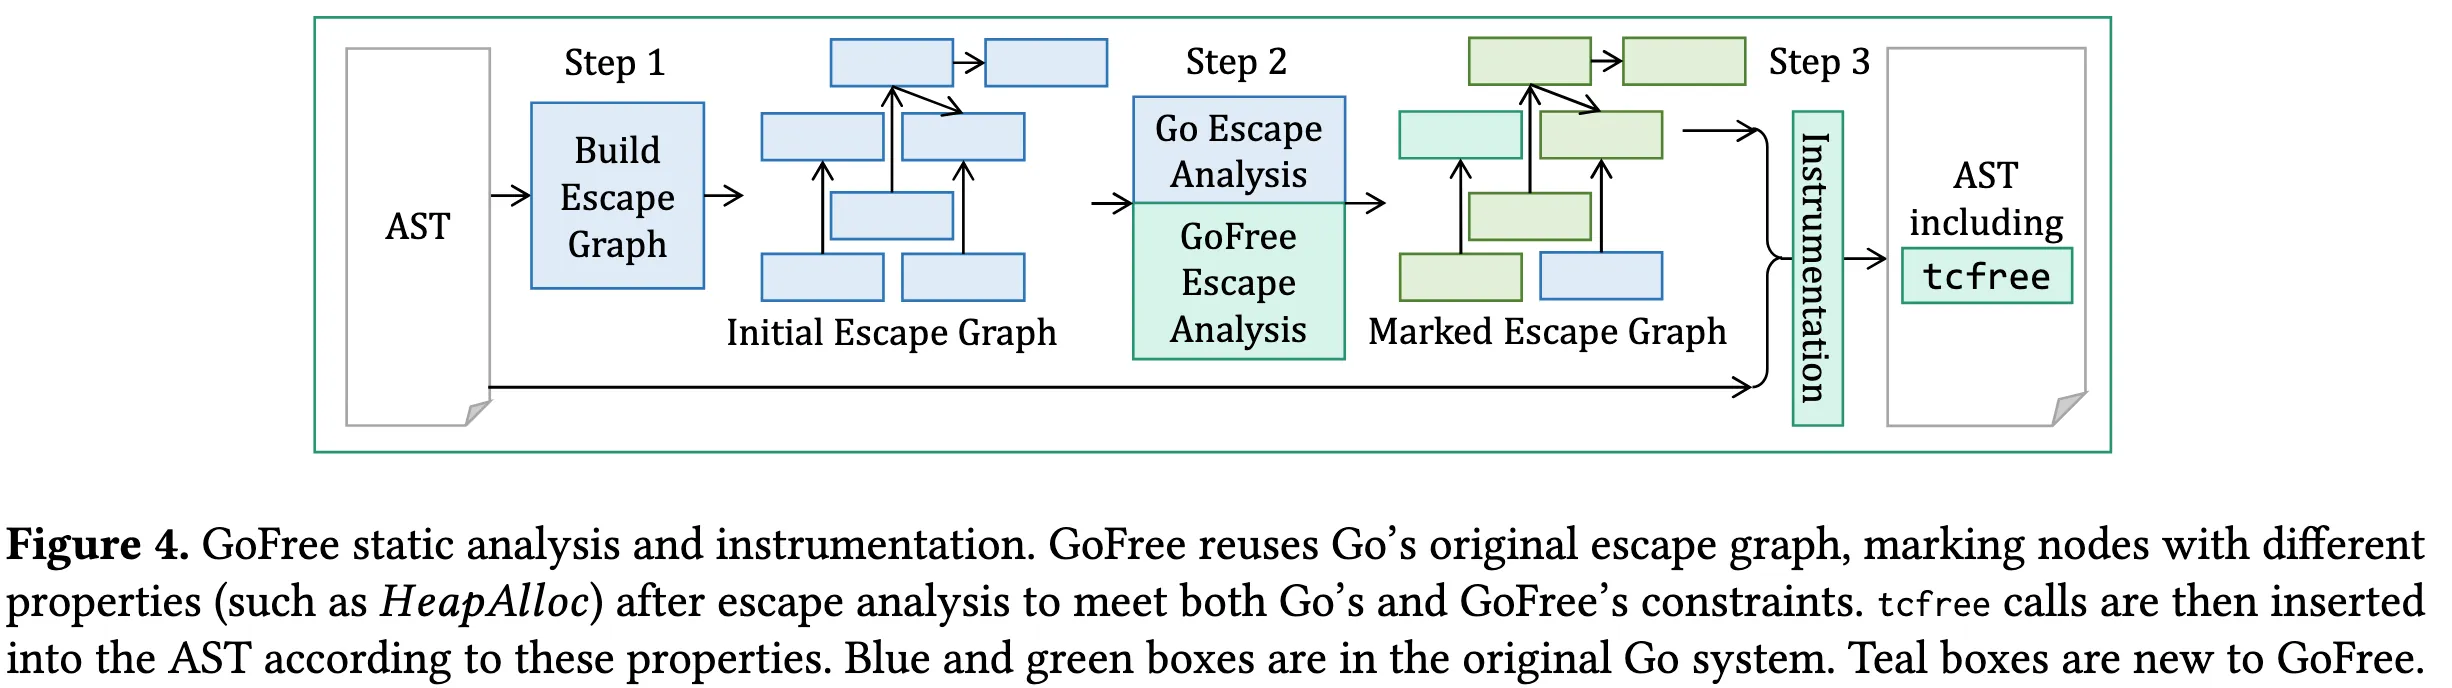 AST
Step 1
Build
Escape
Graph
Initial Escape Graph
Step 2
Go Escape
Analysis
GoFree
Escape
Analysis
Marked Escape Graph
Step 3
Instrumentation
AST
including
tcfree
Figure 4. GoFree static analysis and instrumentation. GoFree reuses Go’s original escape graph, marking nodes with different
properties (such as HeapAlloc) after escape analysis to meet both Go’s and GoFree’s constraints. tcfree calls are then inserted
into the AST according to these properties. Blue and green boxes are in the original Go system. Teal boxes are new to GoFree.